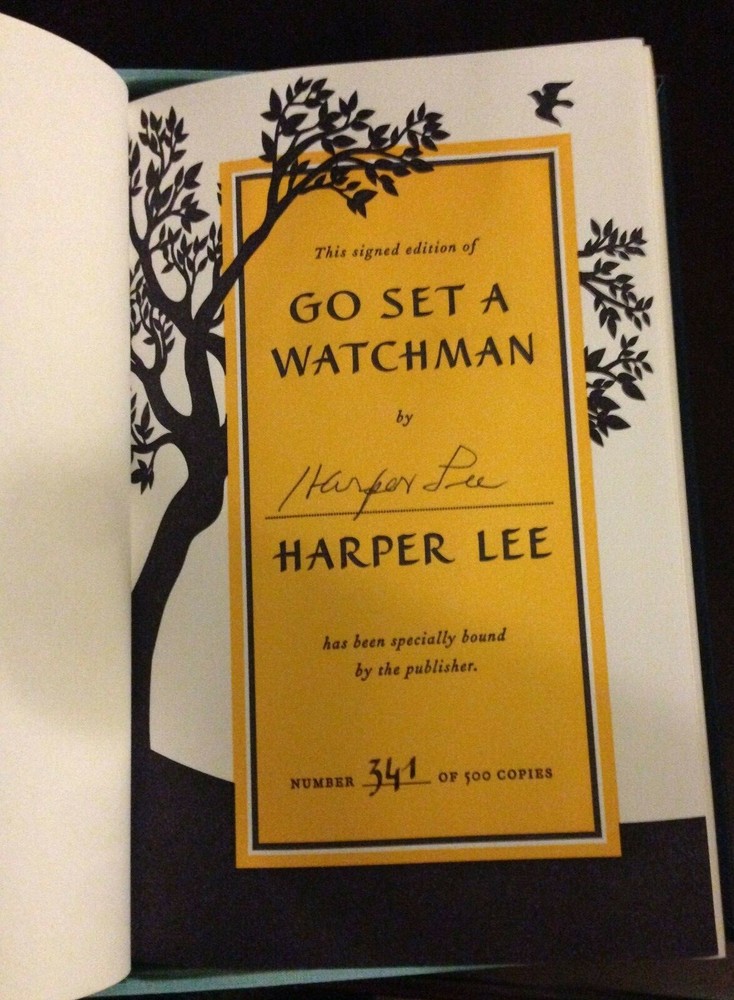 This signed edition of
GO SET A
WATCHMAN
by
Harper Lee
HARPER LEE
has been specially bound
by the publisher.
NUMBER 341 OF 500 COPIES